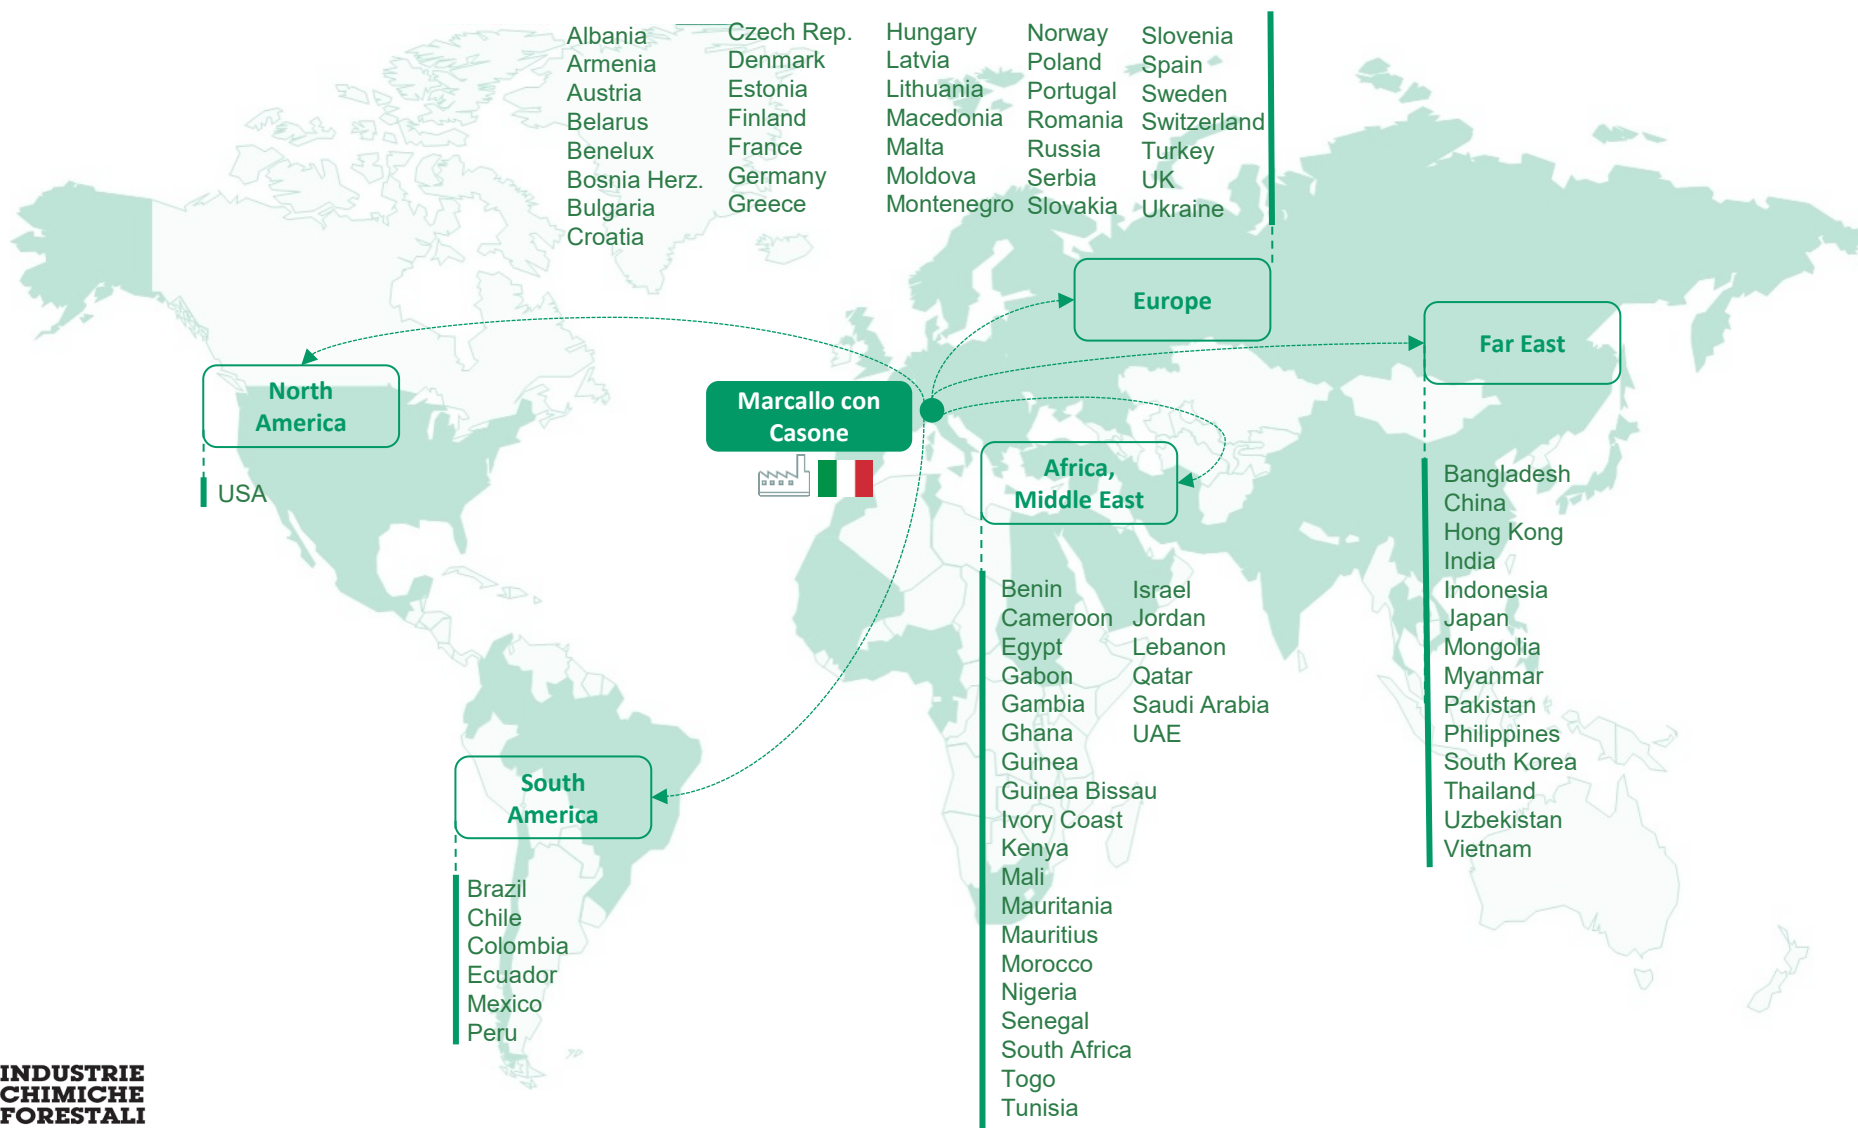 Albania
Armenia
Austria
Belarus
Benelux
Bosnia Herz.
Bulgaria
Croatia
Czech Rep.
Denmark
Estonia
Finland
France
Germany
Greece
Hungary
Latvia
Lithuania
Macedonia
Malta
Moldova
Montenegro
Norway
Poland
Portugal
Romania
Russia
Serbia
Slovakia
Slovenia
Spain
Sweden
Switzerland
Turkey
UK
Ukraine
Europe
Far East
North
America
Marcallo con
Casone
Africa,
Middle East
USA
Bangladesh
China
Hong Kong
India
Indonesia
Japan
Mongolia
Myanmar
Pakistan
Philippines
South Korea
Thailand
Uzbekistan
Vietnam
Benin
Cameroon
Egypt
Gabon
Gambia
Ghana
Guinea
Guinea Bissau
Ivory Coast
Kenya
Mali
Mauritania
Mauritius
Morocco
Nigeria
Senegal
South Africa
Togo
Tunisia
Israel
Jordan
Lebanon
Qatar
Saudi Arabia
UAE
South
America
Brazil
Chile
Colombia
Ecuador
Mexico
Peru
INDUSTRIE
CHIMICHE
FORESTALI